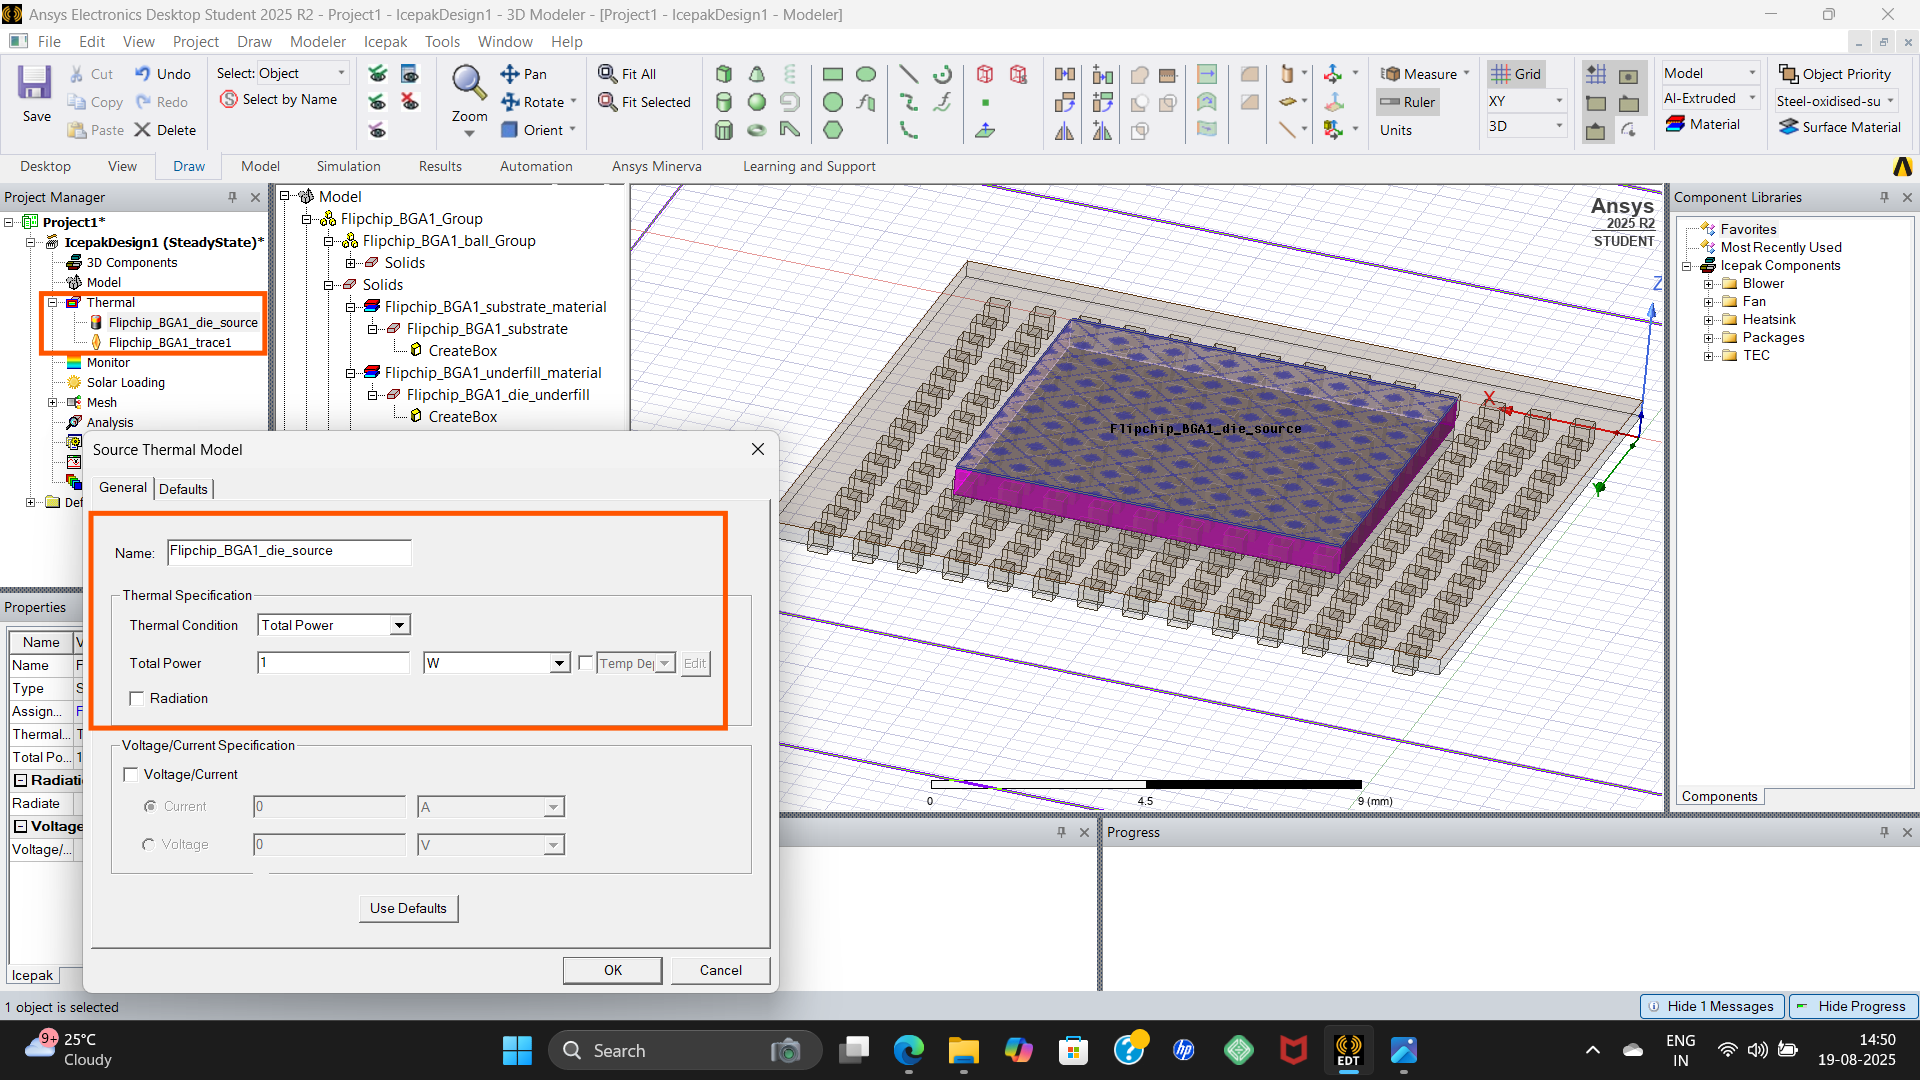 Ansys Electronics Desktop Student 2025 R2 - Project1 - IcepakDesign1 - 3D Modeler - [Project1 - IcepakDesign1 - Modeler]
File Edit View Project Draw Modeler Icepak Tools Window Help
Save
Cut
Copy
Paste
Undo
Redo
Delete
Select: Object
Select by Name
Zoom
Pan
Rotate
Orient
Fit All
Fit Selected
Measure
Ruler
Units
Grid
XY
3D
Model
Al-Extruded
Material
Object Priority
Steel-oxidised-su
Surface Material
Desktop View Draw Model Simulation Results Automation Ansys Minerva Learning and Support
Project Manager
Project1*
IcepakDesign1 (SteadyState)*
3D Components
Model
Thermal
Flipchip_BGA1_die_source
Flipchip_BGA1_trace1
Monitor
Solar Loading
Mesh
Analysis
Def
Model
Flipchip_BGA1_Group
Flipchip_BGA1_ball_Group
Solids
Solids
Flipchip_BGA1_substrate_material
Flipchip_BGA1_substrate
CreateBox
Flipchip_BGA1_underfill_material
Flipchip_BGA1_die_underfill
CreateBox
Ansys
2025 R2
STUDENT
Z
X
Flipchip_BGA1_die_source
0 4.5 9 (mm)
Component Libraries
Favorites
Most Recently Used
Icepak Components
Blower
Fan
Heatsink
Packages
TEC
Components
Properties
Name V
Name F
Type S
Assign... F
Thermal... T
Total Po... 1
Radiati
Radiate
Voltage
Voltage/...
Icepak
Source Thermal Model
General Defaults
Name: Flipchip_BGA1_die_source
Thermal Specification
Thermal Condition Total Power
Total Power 1 W Temp Dep Edit
Radiation
Voltage/Current Specification
Voltage/Current
Current 0 A
Voltage 0 V
Use Defaults
OK Cancel
Progress
1 object is selected
Hide 1 Messages Hide Progress
9+
25°C
Cloudy
Search
EDT
ENG
IN
14:50
19-08-2025